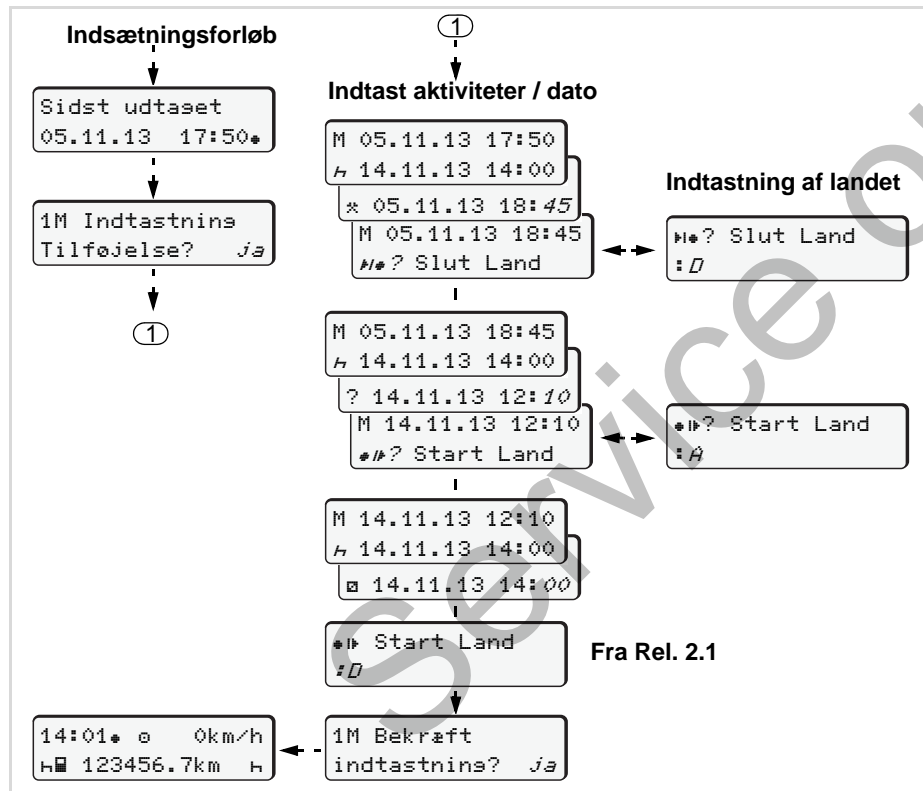 Indsætningsforløb
Sidst udtaget
05.11.13 17:50
1M Indtastning
Tilføjelse? ja
1
1
Indtast aktiviteter / dato
M 05.11.13 17:50
14.11.13 14:00
05.11.13 18:45
M 05.11.13 18:45
? Slut Land
Indtastning af landet
? Slut Land
:D
M 05.11.13 18:45
14.11.13 14:00
? 14.11.13 12:10
M 14.11.13 12:10
? Start Land
? Start Land
:A
M 14.11.13 12:10
14.11.13 14:00
14.11.13 14:00
Start Land
:D
Fra Rel. 2.1
1M Bekræft
indtastning? ja
14:01 0km/h
123456.7km